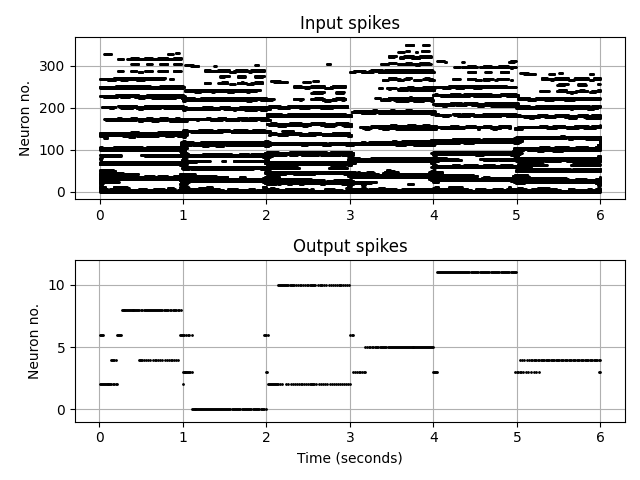 Input spikes
300
200
100
0
Neuron no.
0 1 2 3 4 5 6
Output spikes
10
5
0
Neuron no.
0 1 2 3 4 5 6
Time (seconds)